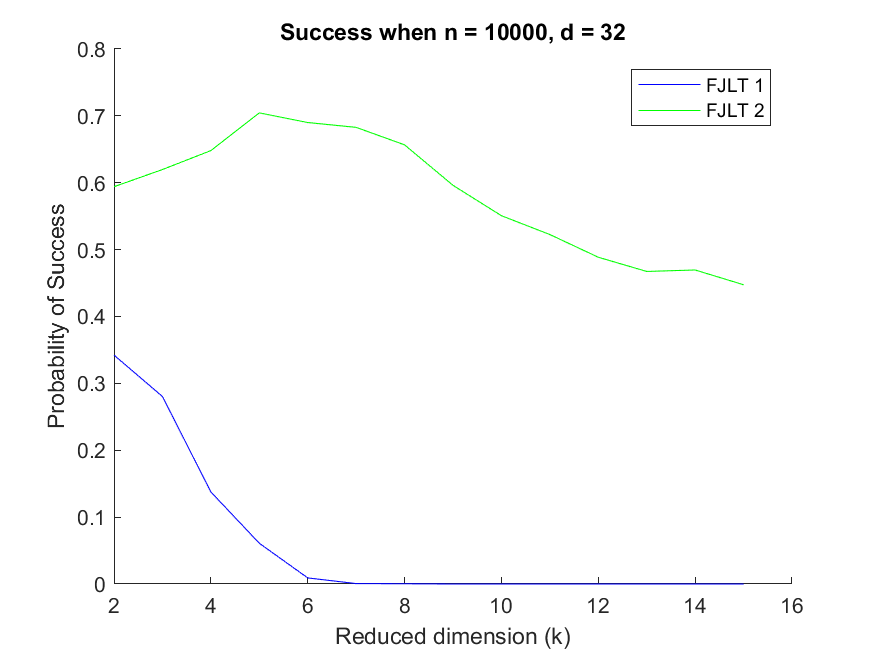 Success when n = 10000, d = 32
FJLT 1
FJLT 2
Probability of Success
0.8
0.7
0.6
0.5
0.4
0.3
0.2
0.1
0
2 4 6 8 10 12 14 16
Reduced dimension (k)